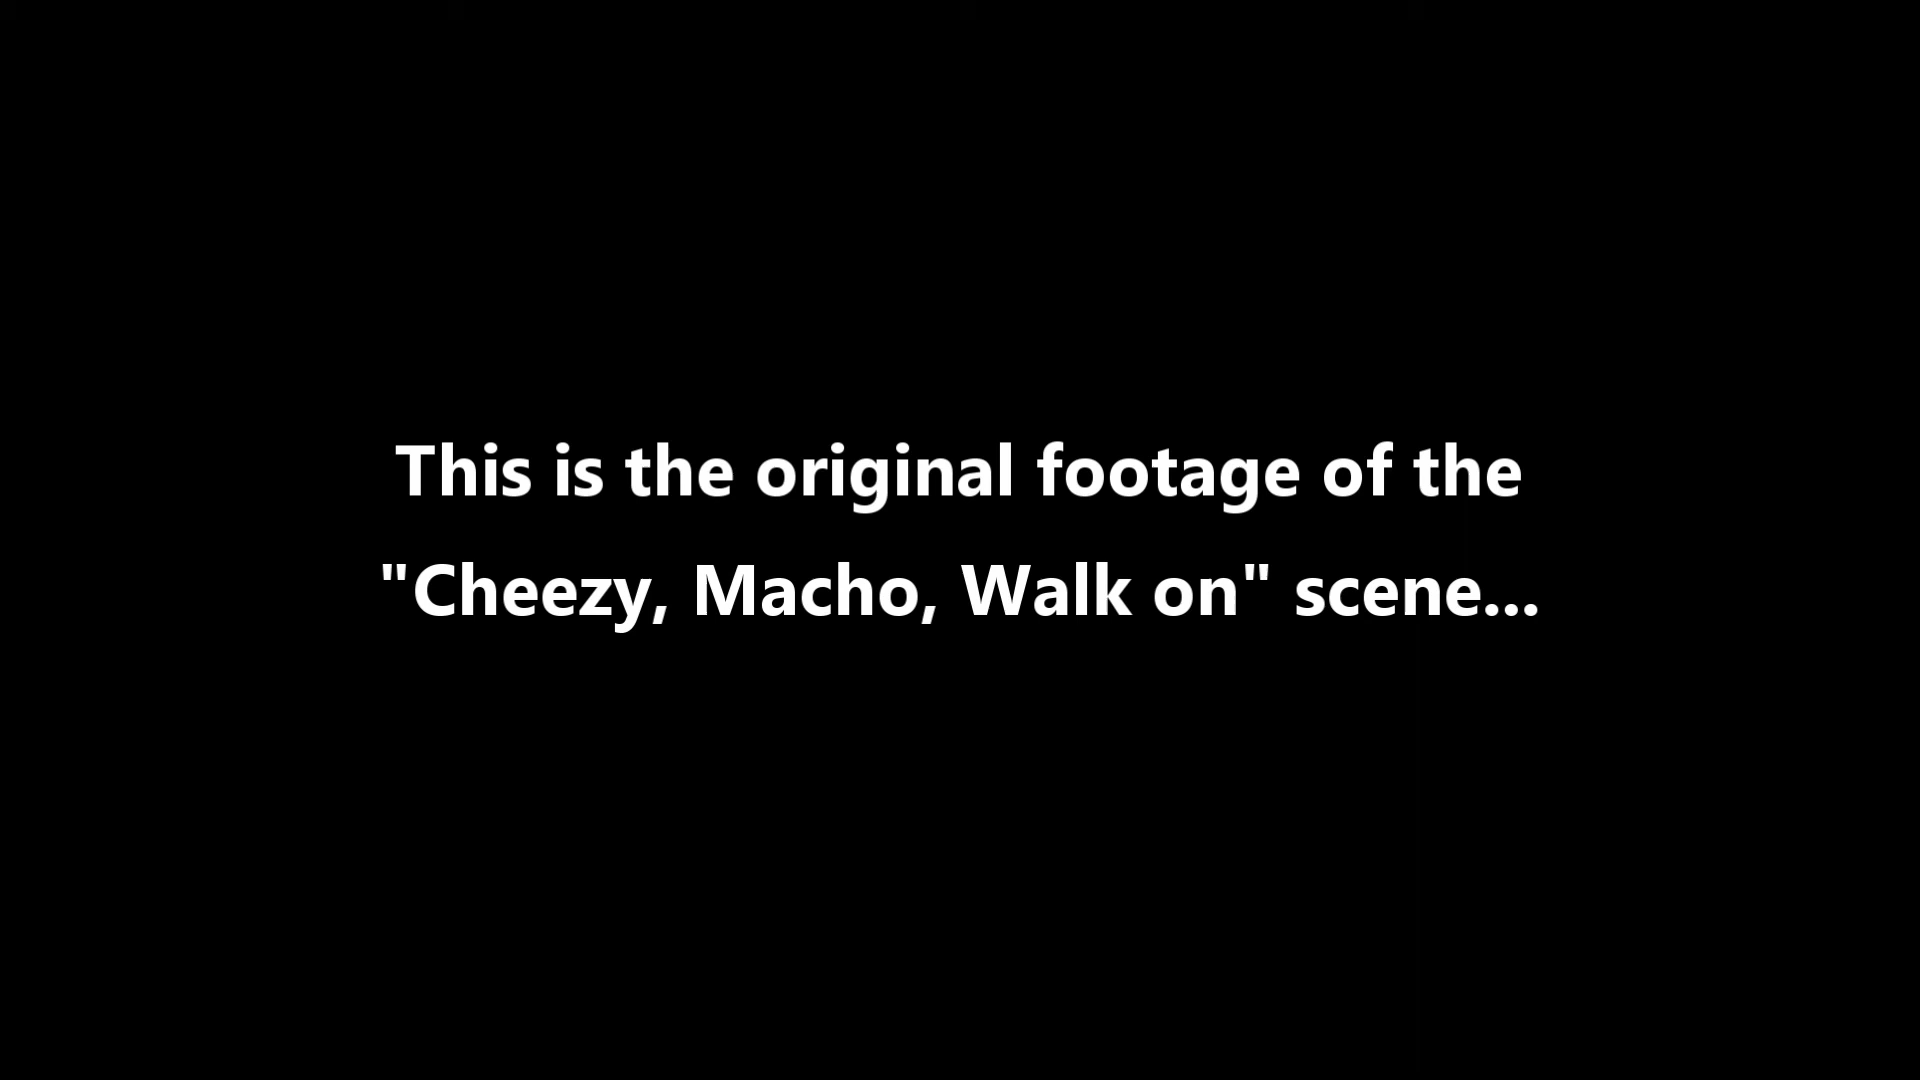 This is the original footage of the
"Cheezy, Macho, Walk on" scene...